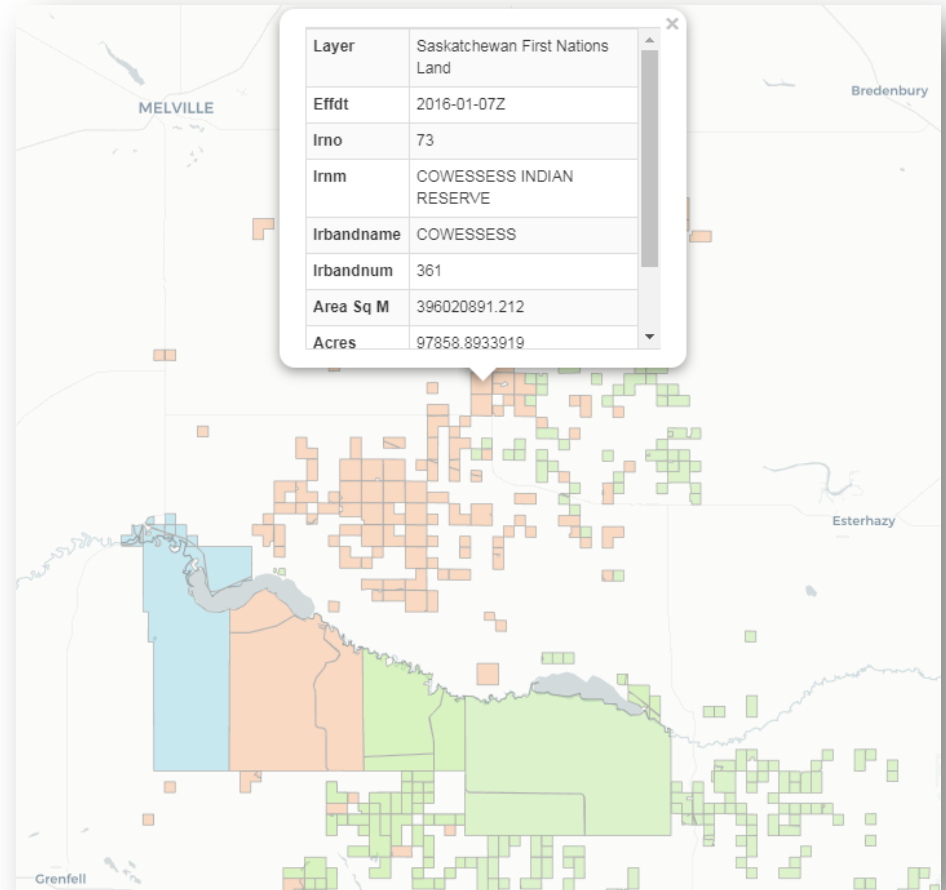 ×
Layer Saskatchewan First Nations
Land
Effdt 2016-01-07Z
Irno 73
Irnm COWESSESS INDIAN
RESERVE
Irbandname COWESSESS
Irbandnum 361
Area Sq M 396020891.212
Acres 97858.8933919
MELVILLE
Bredenbury
Esterhazy
Grenfell